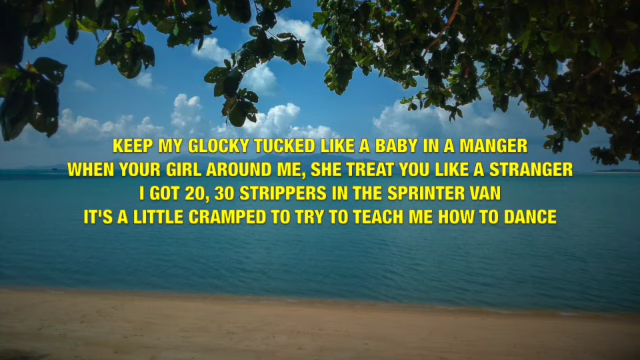 KEEP MY GLOCKY TUCKED LIKE A BABY IN A MANGER
WHEN YOUR GIRL AROUND ME, SHE TREAT YOU LIKE A STRANGER
I GOT 20, 30 STRIPPERS IN THE SPRINTER VAN
IT'S A LITTLE CRAMPED TO TRY TO TEACH ME HOW TO DANCE